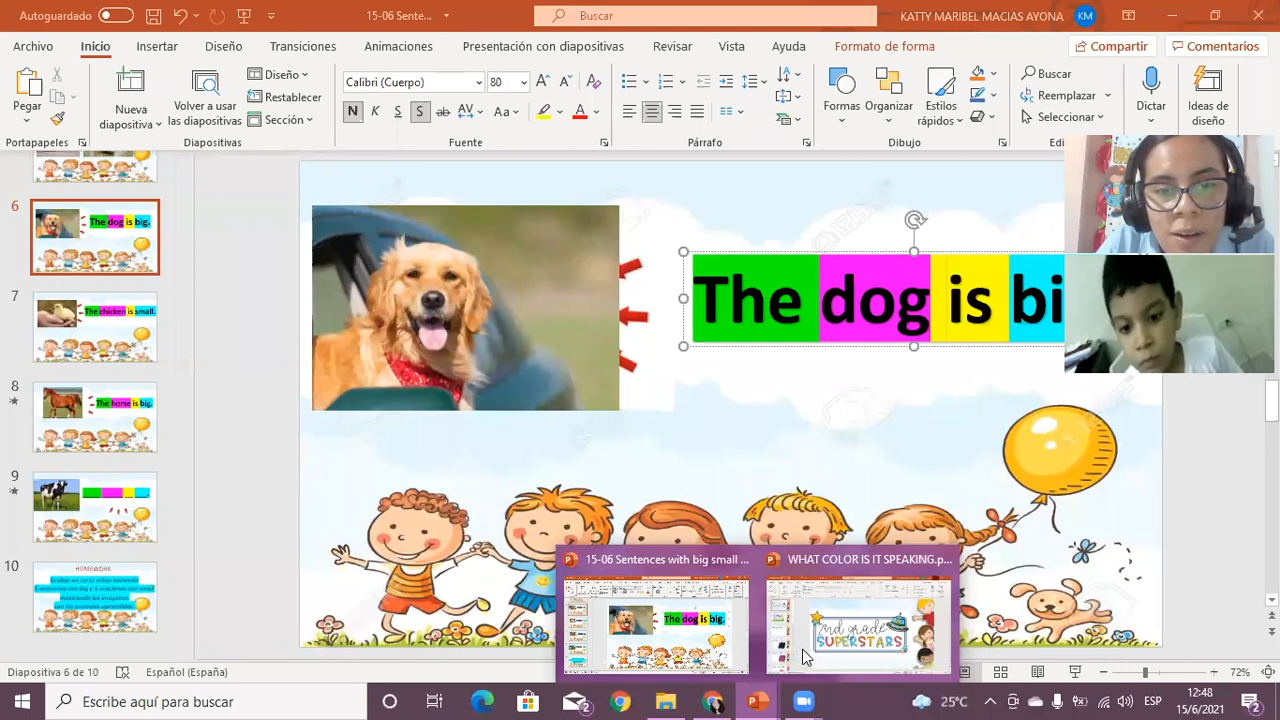 Autoguardado
15-06 Sente...
Buscar
KATTY MARIBEL MACIAS AYONA
KM
Archivo Inicio Insertar Diseño Transiciones Animaciones Presentación con diapositivas Revisar Vista Ayuda Formato de forma
Compartir
Comentarios
Pegar
Nueva diapositiva
Volver a usar las diapositivas
Diseño
Restablecer
Sección
Calibri (Cuerpo)
80
N K S S ab AV Aa A
Formas
Organizar
Estilos rápidos
Buscar
Reemplazar
Seleccionar
Dictar
Ideas de diseño
Portapapeles
Diapositivas
Fuente
Párrafo
Dibujo
Edi
6
The dog is big.
7
The chicken is small.
8
The horse is big.
9
10
HOMEWORK
The dog is bi
15-06 Sentences with big small ...
WHAT COLOR IS IT SPEAKING.p...
The dog is big.
2nd grade
SUPERSTARS
Diapositiva 6 de 10
Español (España)
72%
Escribe aquí para buscar
2
25°C
ESP
12:48
15/6/2021